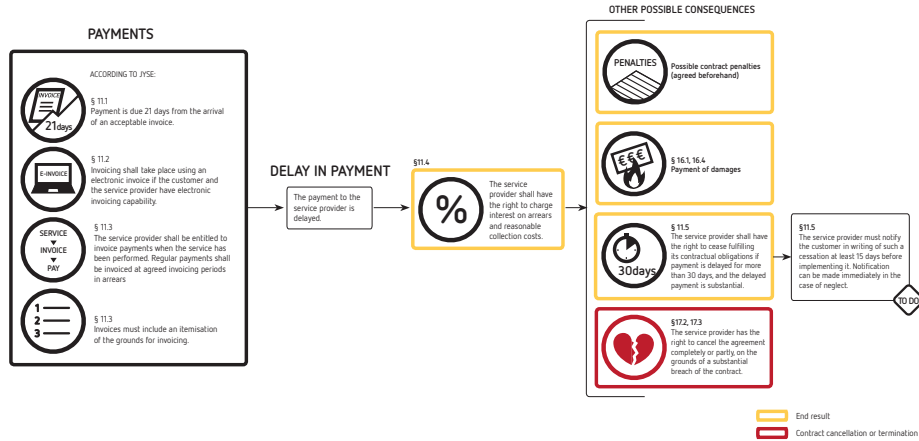 PAYMENTS
ACCORDING TO JYSE:
INVOICE
21days
§ 11.1
Payment is due 21 days from the arrival
of an acceptable invoice.
E-INVOICE
§ 11.2
Invoicing shall take place using an
electronic invoice if the customer and
the service provider have electronic
invoicing capability.
SERVICE
INVOICE
PAY
§ 11.3
The service provider shall be entitled to
invoice payments when the service has
been performed. Regular payments shall
be invoiced at agreed invoicing periods
in arrears
1
2
3
§ 11.3
Invoices must include an itemisation
of the grounds for invoicing.
DELAY IN PAYMENT
The payment to the
service provider is
delayed.
§11.4
%
The service
provider shall have
the right to charge
interest on arrears
and reasonable
collection costs.
OTHER POSSIBLE CONSEQUENCES
PENALTIES
Possible contract penalties
(agreed beforehand)
€€€
§ 16.1, 16.4
Payment of damages
30days
§ 11.5
The service provider shall have
the right to cease fulfilling
its contractual obligations if
payment is delayed for more
than 30 days, and the delayed
payment is substantial.
§11.5
The service provider must notify
the customer in writing of such a
cessation at least 15 days before
implementing it. Notification
can be made immediately in the
case of neglect.
TO DO
§17.2, 17.3
The service provider has the
right to cancel the agreement
completely or partly, on the
grounds of a substantial
breach of the contract.
End result
Contract cancellation or termination